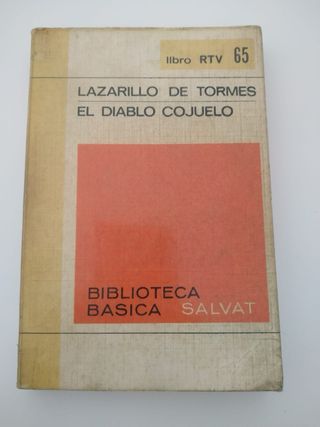 libro RTV 65
LAZARILLO DE TORMES
EL DIABLO COJUELO
BIBLIOTECA
BASICA SALVAT